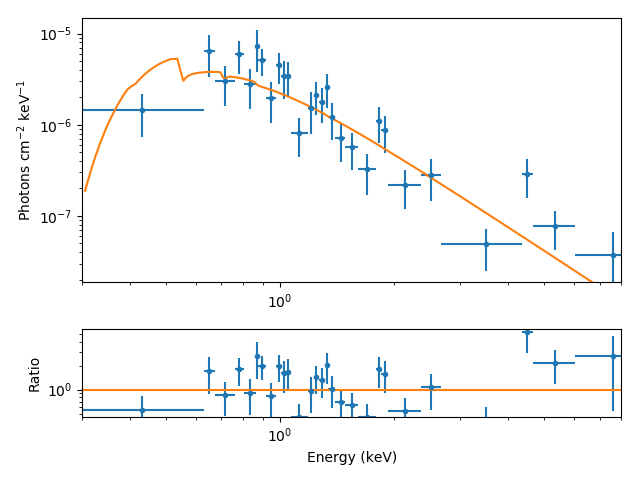 10⁻⁵
10⁻⁶
10⁻⁷
Photons cm⁻² keV⁻¹
10⁰
10⁰
Ratio
10⁰
Energy (keV)